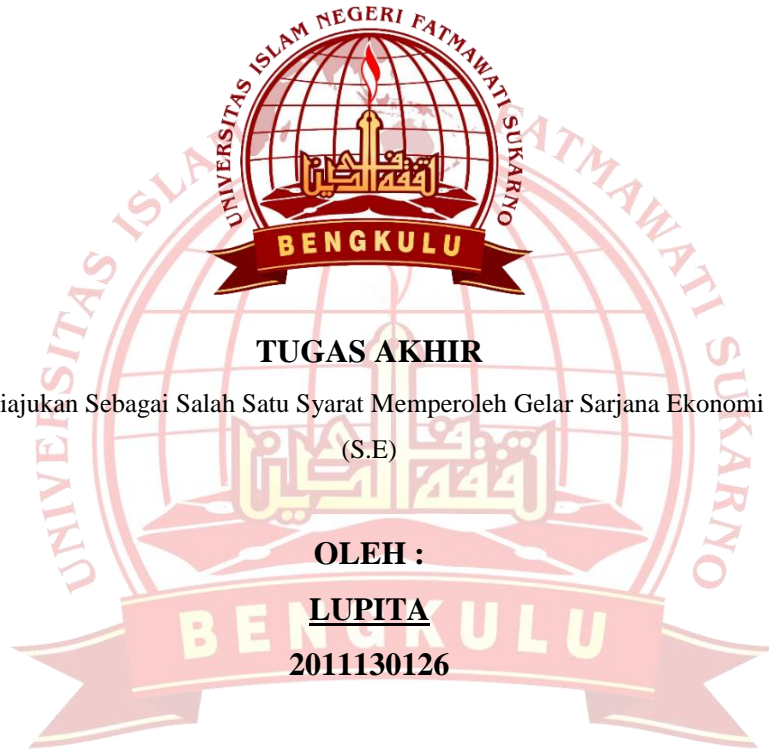 UNIVERSITAS ISLAM NEGERI FATMAWATI SUKARNO
BENGKULU
TUGAS AKHIR
iajukan Sebagai Salah Satu Syarat Memperoleh Gelar Sarjana Ekonomi
(S.E)
OLEH :
LUPITA
2011130126